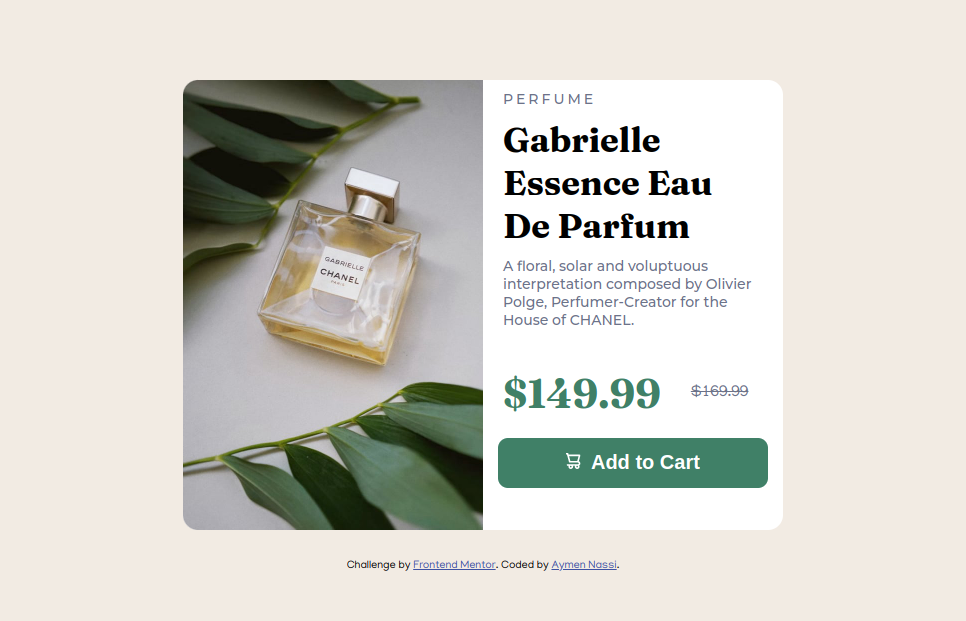 PERFUME
Gabrielle
Essence Eau
De Parfum
A floral, solar and voluptuous
interpretation composed by Olivier
Polge, Perfumer-Creator for the
House of CHANEL.
$149.99 $169.99
Add to Cart
GABRIELLE
CHANEL
PARIS
Challenge by Frontend Mentor. Coded by Aymen Nassi.